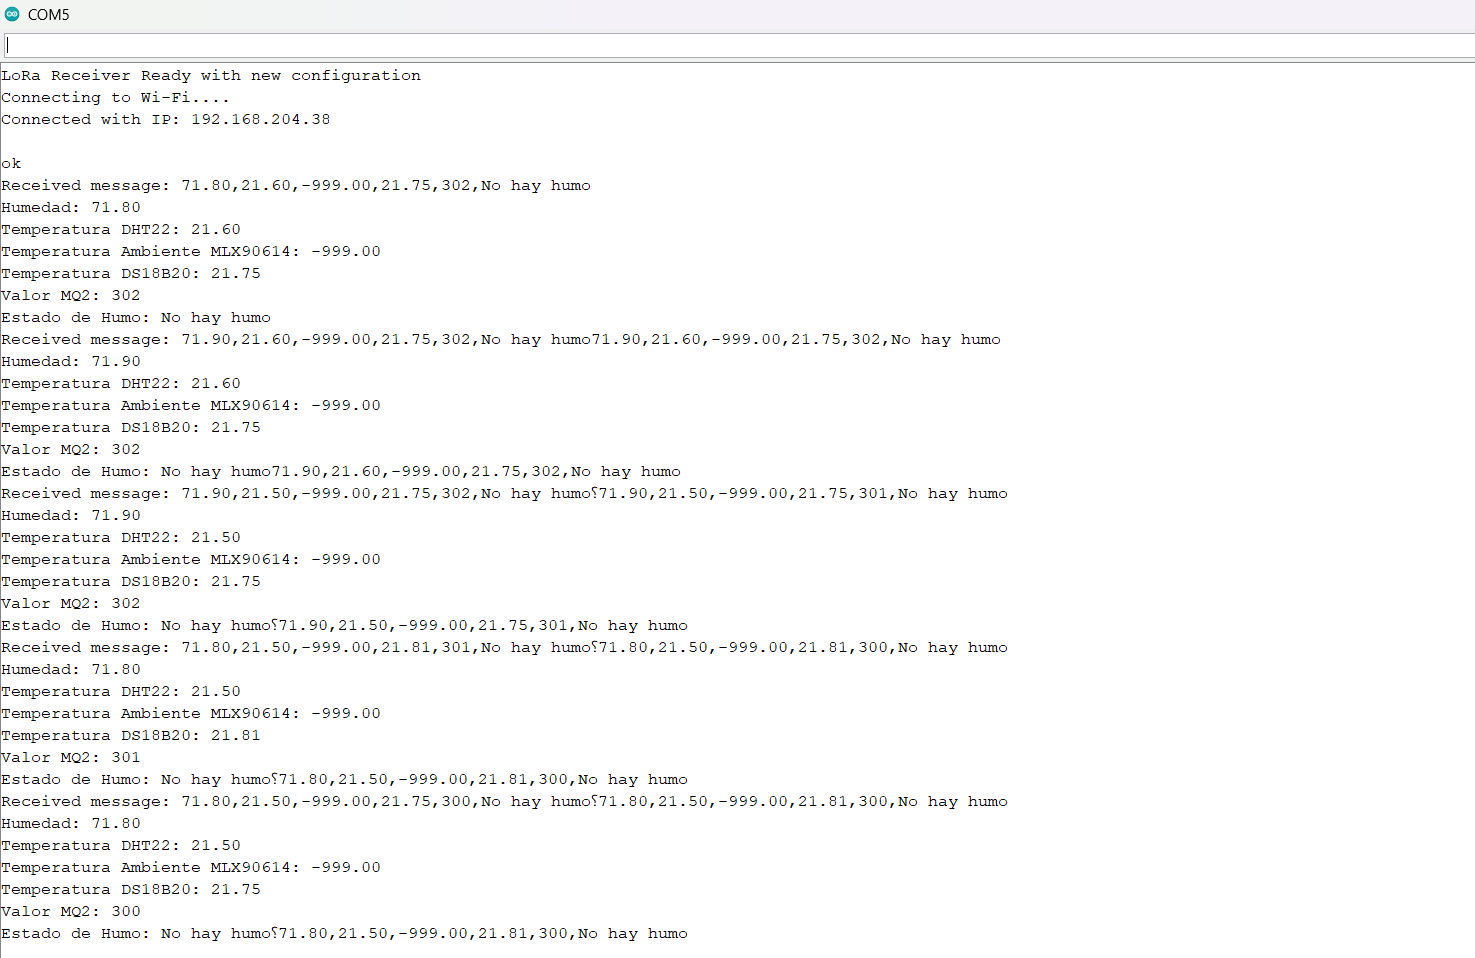 COM5
LoRa Receiver Ready with new configuration
Connecting to Wi-Fi....
Connected with IP: 192.168.204.38
ok
Received message: 71.80,21.60,-999.00,21.75,302,No hay humo
Humedad: 71.80
Temperatura DHT22: 21.60
Temperatura Ambiente MLX90614: -999.00
Temperatura DS18B20: 21.75
Valor MQ2: 302
Estado de Humo: No hay humo
Received message: 71.90,21.60,-999.00,21.75,302,No hay humo71.90,21.60,-999.00,21.75,302,No hay humo
Humedad: 71.90
Temperatura DHT22: 21.60
Temperatura Ambiente MLX90614: -999.00
Temperatura DS18B20: 21.75
Valor MQ2: 302
Estado de Humo: No hay humo71.90,21.60,-999.00,21.75,302,No hay humo
Received message: 71.90,21.50,-999.00,21.75,302,No hay humo⸮71.90,21.50,-999.00,21.75,301,No hay humo
Humedad: 71.90
Temperatura DHT22: 21.50
Temperatura Ambiente MLX90614: -999.00
Temperatura DS18B20: 21.75
Valor MQ2: 302
Estado de Humo: No hay humo⸮71.90,21.50,-999.00,21.75,301,No hay humo
Received message: 71.80,21.50,-999.00,21.81,301,No hay humo⸮71.80,21.50,-999.00,21.81,300,No hay humo
Humedad: 71.80
Temperatura DHT22: 21.50
Temperatura Ambiente MLX90614: -999.00
Temperatura DS18B20: 21.81
Valor MQ2: 301
Estado de Humo: No hay humo⸮71.80,21.50,-999.00,21.81,300,No hay humo
Received message: 71.80,21.50,-999.00,21.75,300,No hay humo⸮71.80,21.50,-999.00,21.81,300,No hay humo
Humedad: 71.80
Temperatura DHT22: 21.50
Temperatura Ambiente MLX90614: -999.00
Temperatura DS18B20: 21.75
Valor MQ2: 300
Estado de Humo: No hay humo⸮71.80,21.50,-999.00,21.81,300,No hay humo